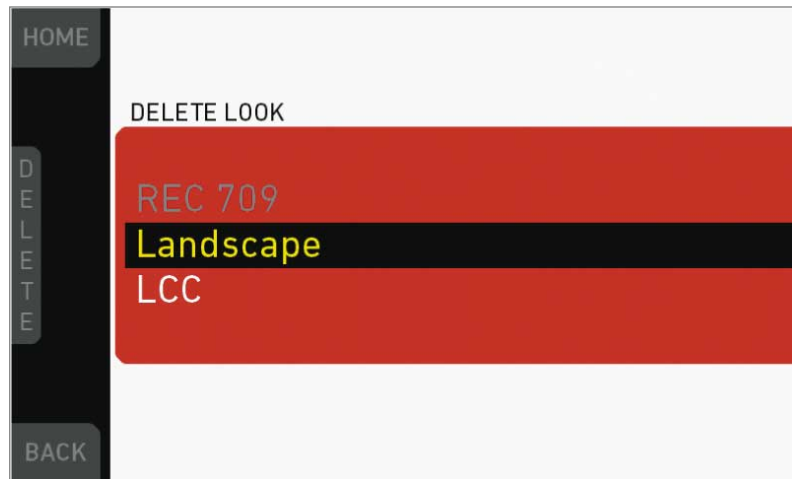 HOME
DELETE LOOK
DELETE
REC 709
Landscape
LCC
BACK